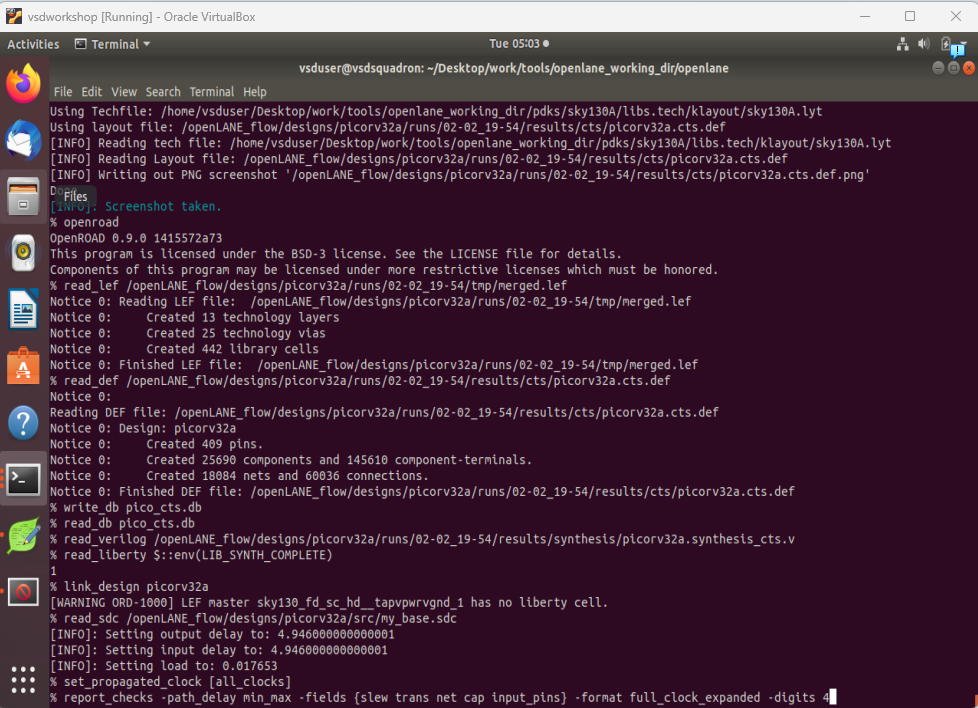 vsdworkshop [Running] - Oracle VirtualBox
Activities Terminal Tue 05:03
vsduser@vsdsquadron: ~/Desktop/work/tools/openlane_working_dir/openlane
File Edit View Search Terminal Help
Using Techfile: /home/vsduser/Desktop/work/tools/openlane_working_dir/pdks/sky130A/libs.tech/klayout/sky130A.lyt
Using layout file: /openLANE_flow/designs/picorv32a/runs/02-02_19-54/results/cts/picorv32a.cts.def
[INFO] Reading tech file: /home/vsduser/Desktop/work/tools/openlane_working_dir/pdks/sky130A/libs.tech/klayout/sky130A.lyt
[INFO] Reading Layout file: /openLANE_flow/designs/picorv32a/runs/02-02_19-54/results/cts/picorv32a.cts.def
[INFO] Writing out PNG screenshot '/openLANE_flow/designs/picorv32a/runs/02-02_19-54/results/cts/picorv32a.cts.def.png'
Done
Files
[INFO]: Screenshot taken.
% openroad
OpenROAD 0.9.0 1415572a73
This program is licensed under the BSD-3 license. See the LICENSE file for details.
Components of this program may be licensed under more restrictive licenses which must be honored.
% read_lef /openLANE_flow/designs/picorv32a/runs/02-02_19-54/tmp/merged.lef
Notice 0: Reading LEF file:  /openLANE_flow/designs/picorv32a/runs/02-02_19-54/tmp/merged.lef
Notice 0:     Created 13 technology layers
Notice 0:     Created 25 technology vias
Notice 0:     Created 442 library cells
Notice 0: Finished LEF file:  /openLANE_flow/designs/picorv32a/runs/02-02_19-54/tmp/merged.lef
% read_def /openLANE_flow/designs/picorv32a/runs/02-02_19-54/results/cts/picorv32a.cts.def
Notice 0:
Reading DEF file: /openLANE_flow/designs/picorv32a/runs/02-02_19-54/results/cts/picorv32a.cts.def
Notice 0: Design: picorv32a
Notice 0:     Created 409 pins.
Notice 0:     Created 25690 components and 145610 component-terminals.
Notice 0:     Created 18084 nets and 60036 connections.
Notice 0: Finished DEF file: /openLANE_flow/designs/picorv32a/runs/02-02_19-54/results/cts/picorv32a.cts.def
% write_db pico_cts.db
% read_db pico_cts.db
% read_verilog /openLANE_flow/designs/picorv32a/runs/02-02_19-54/results/synthesis/picorv32a.synthesis_cts.v
% read_liberty $::env(LIB_SYNTH_COMPLETE)
1
% link_design picorv32a
[WARNING ORD-1000] LEF master sky130_fd_sc_hd__tapvpwrvgnd_1 has no liberty cell.
% read_sdc /openLANE_flow/designs/picorv32a/src/my_base.sdc
[INFO]: Setting output delay to: 4.946000000000001
[INFO]: Setting input delay to: 4.946000000000001
[INFO]: Setting load to: 0.017653
% set_propagated_clock [all_clocks]
% report_checks -path_delay min_max -fields {slew trans net cap input_pins} -format full_clock_expanded -digits 4